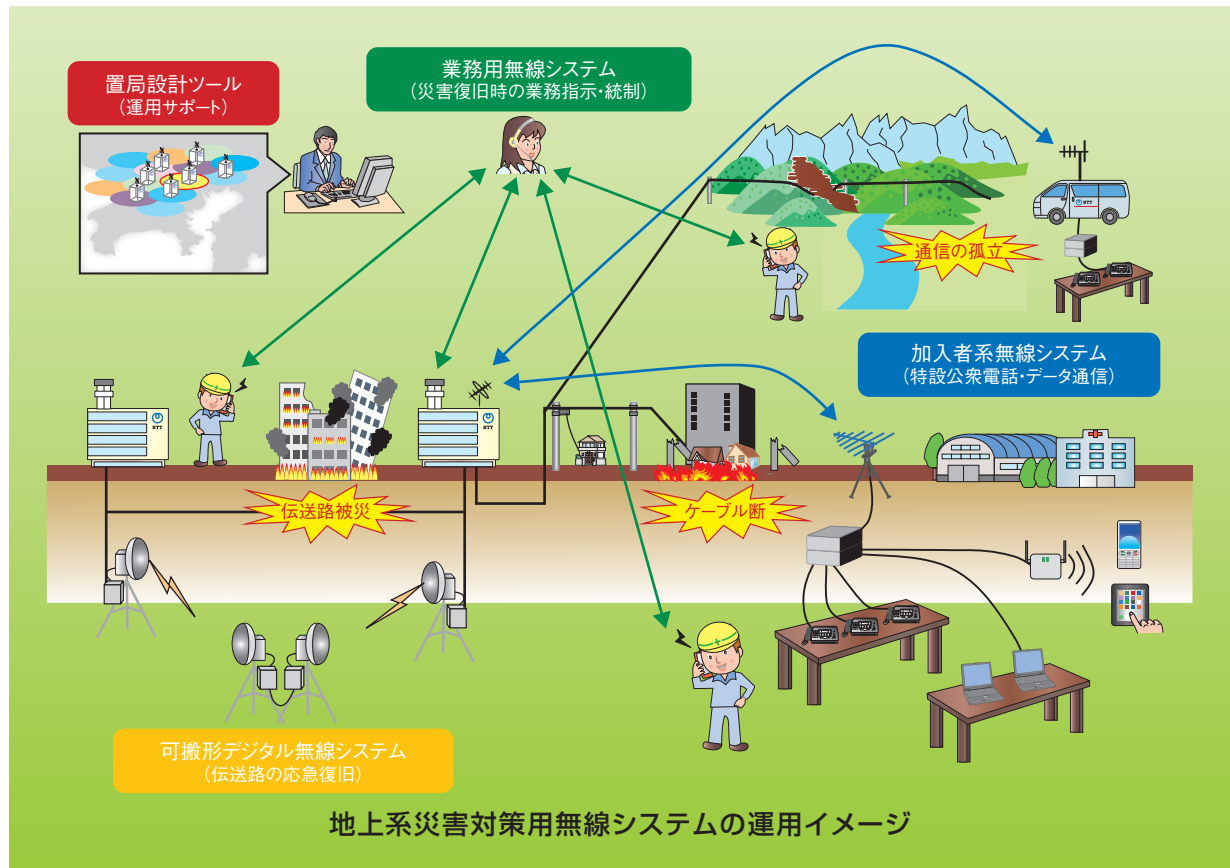 置局設計ツール
（運用サポート）
業務用無線システム
（災害復旧時の業務指示・統制）
NTT
通信の孤立
加入者系無線システム
（特設公衆電話・データ通信）
NTT
NTT
伝送路被災
ケーブル断
可搬形デジタル無線システム
（伝送路の応急復旧）
地上系災害対策用無線システムの運用イメージ